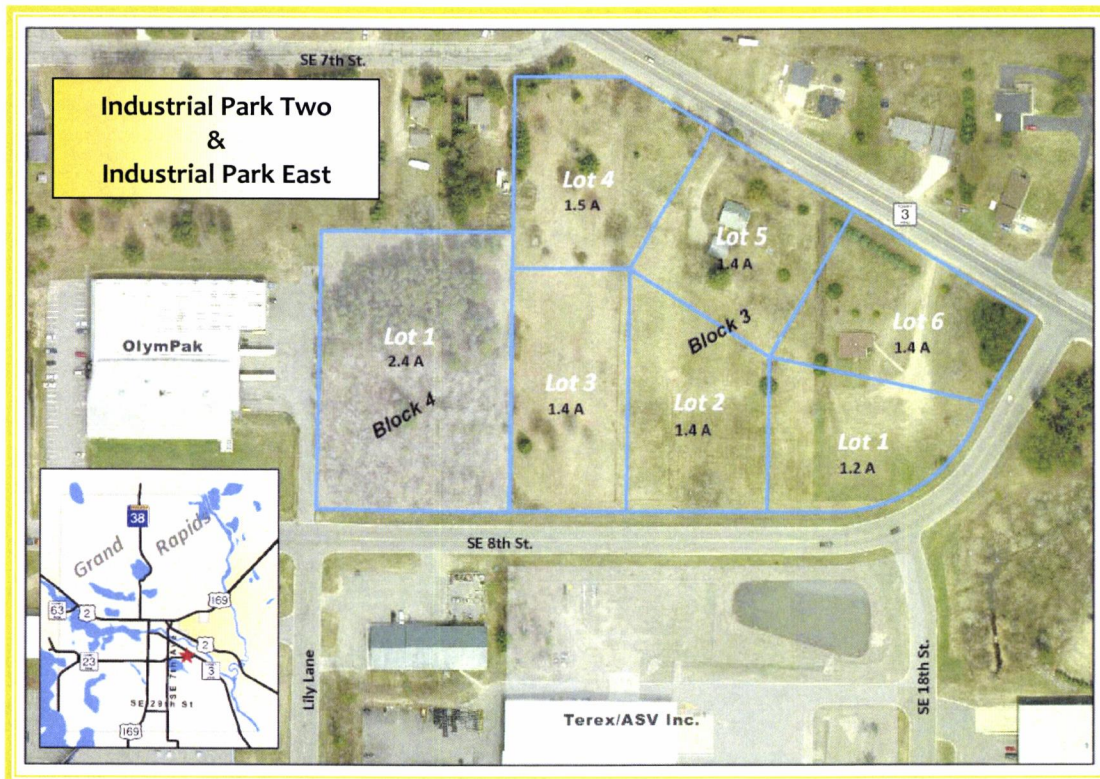 SE 7th St.
Industrial Park Two
&
Industrial Park East
Lot 4
1.5 A
3
Lot 5
1.4 A
Lot 6
1.4 A
Block 3
OlymPak
Lot 1
2.4 A
Block 4
Lot 3
1.4 A
Lot 2
1.4 A
Lot 1
1.2 A
SE 8th St.
38
Grand Rapids
63
2
169
2
23
3
SE 7th Ave
SE 29th St
169
Lily Lane
Terex/ASV Inc.
SE 18th St.